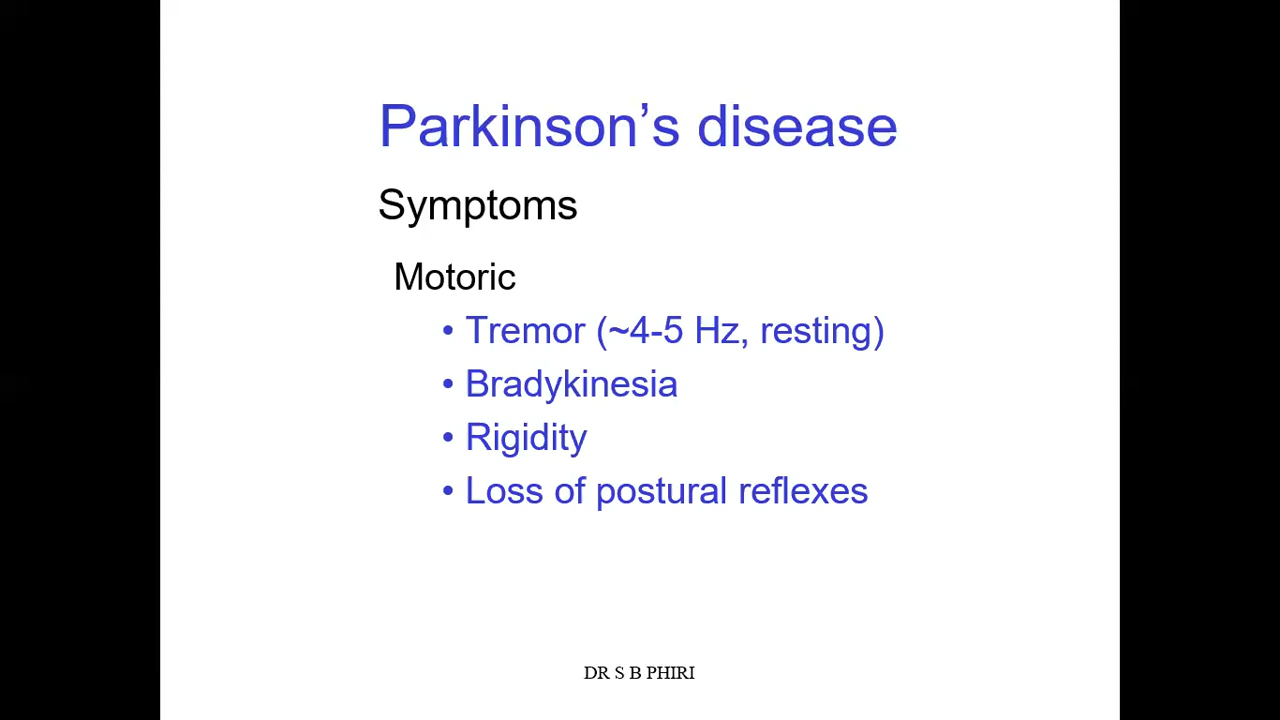 Parkinson’s disease
Symptoms
Motoric
• Tremor (~4-5 Hz, resting)
• Bradykinesia
• Rigidity
• Loss of postural reflexes
DR S B PHIRI